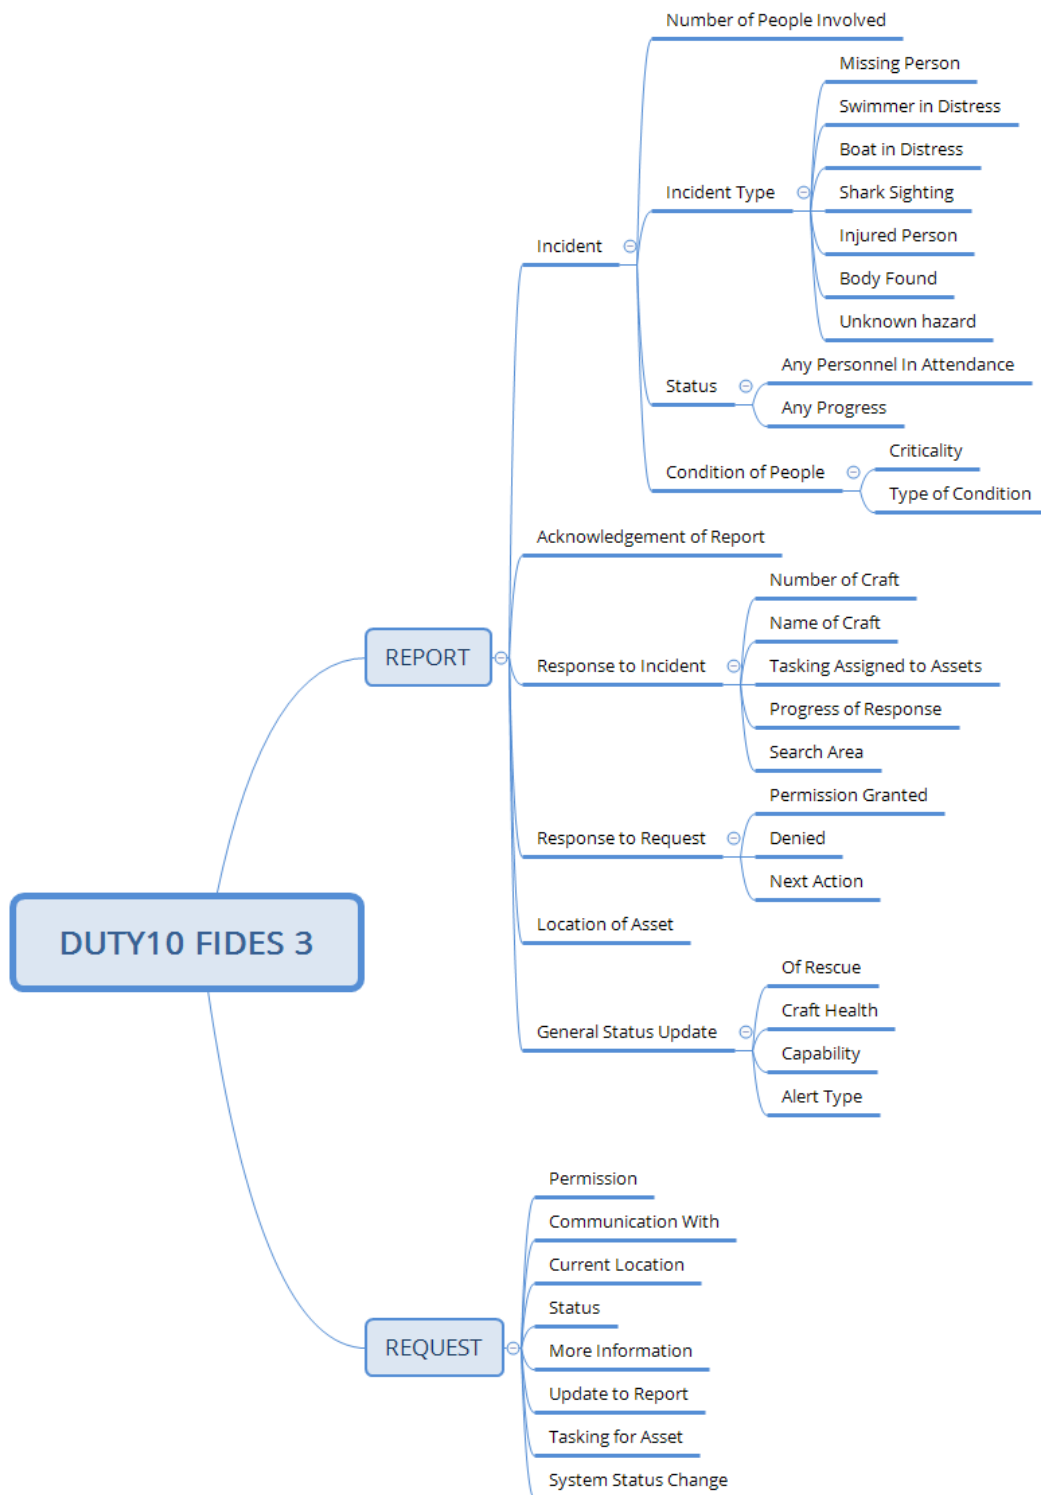 Number of People Involved
Missing Person
Swimmer in Distress
Boat in Distress
Incident Type
Shark Sighting
Injured Person
Incident
Body Found
Unknown hazard
Any Personnel In Attendance
Status
Any Progress
Criticality
Condition of People
Type of Condition
Acknowledgement of Report
Number of Craft
Name of Craft
REPORT
Response to Incident
Tasking Assigned to Assets
Progress of Response
Search Area
Permission Granted
Response to Request
Denied
Next Action
Location of Asset
DUTY10 FIDES 3
Of Rescue
Craft Health
General Status Update
Capability
Alert Type
Permission
Communication With
Current Location
Status
REQUEST
More Information
Update to Report
Tasking for Asset
System Status Change